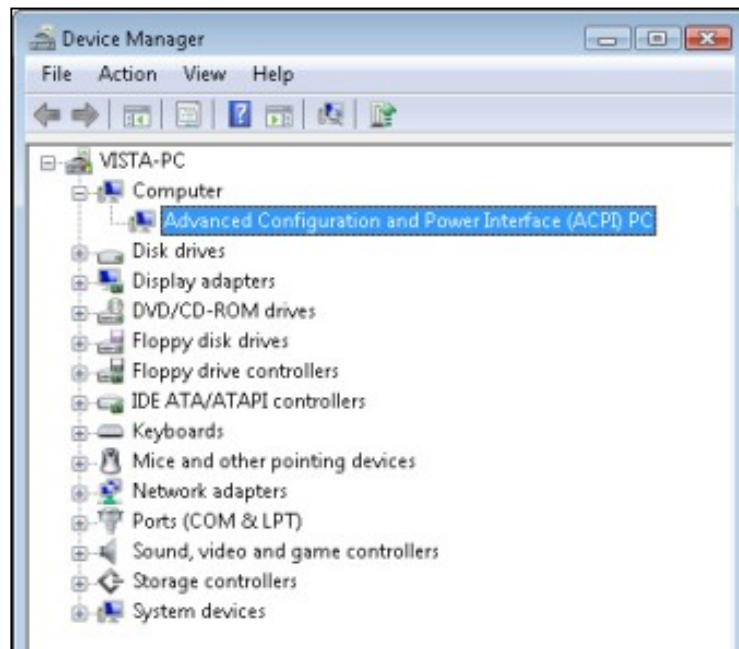 Device Manager
File Action View Help
VISTA-PC
Computer
Advanced Configuration and Power Interface (ACPI) PC
Disk drives
Display adapters
DVD/CD-ROM drives
Floppy disk drives
Floppy drive controllers
IDE ATA/ATAPI controllers
Keyboards
Mice and other pointing devices
Network adapters
Ports (COM & LPT)
Sound, video and game controllers
Storage controllers
System devices